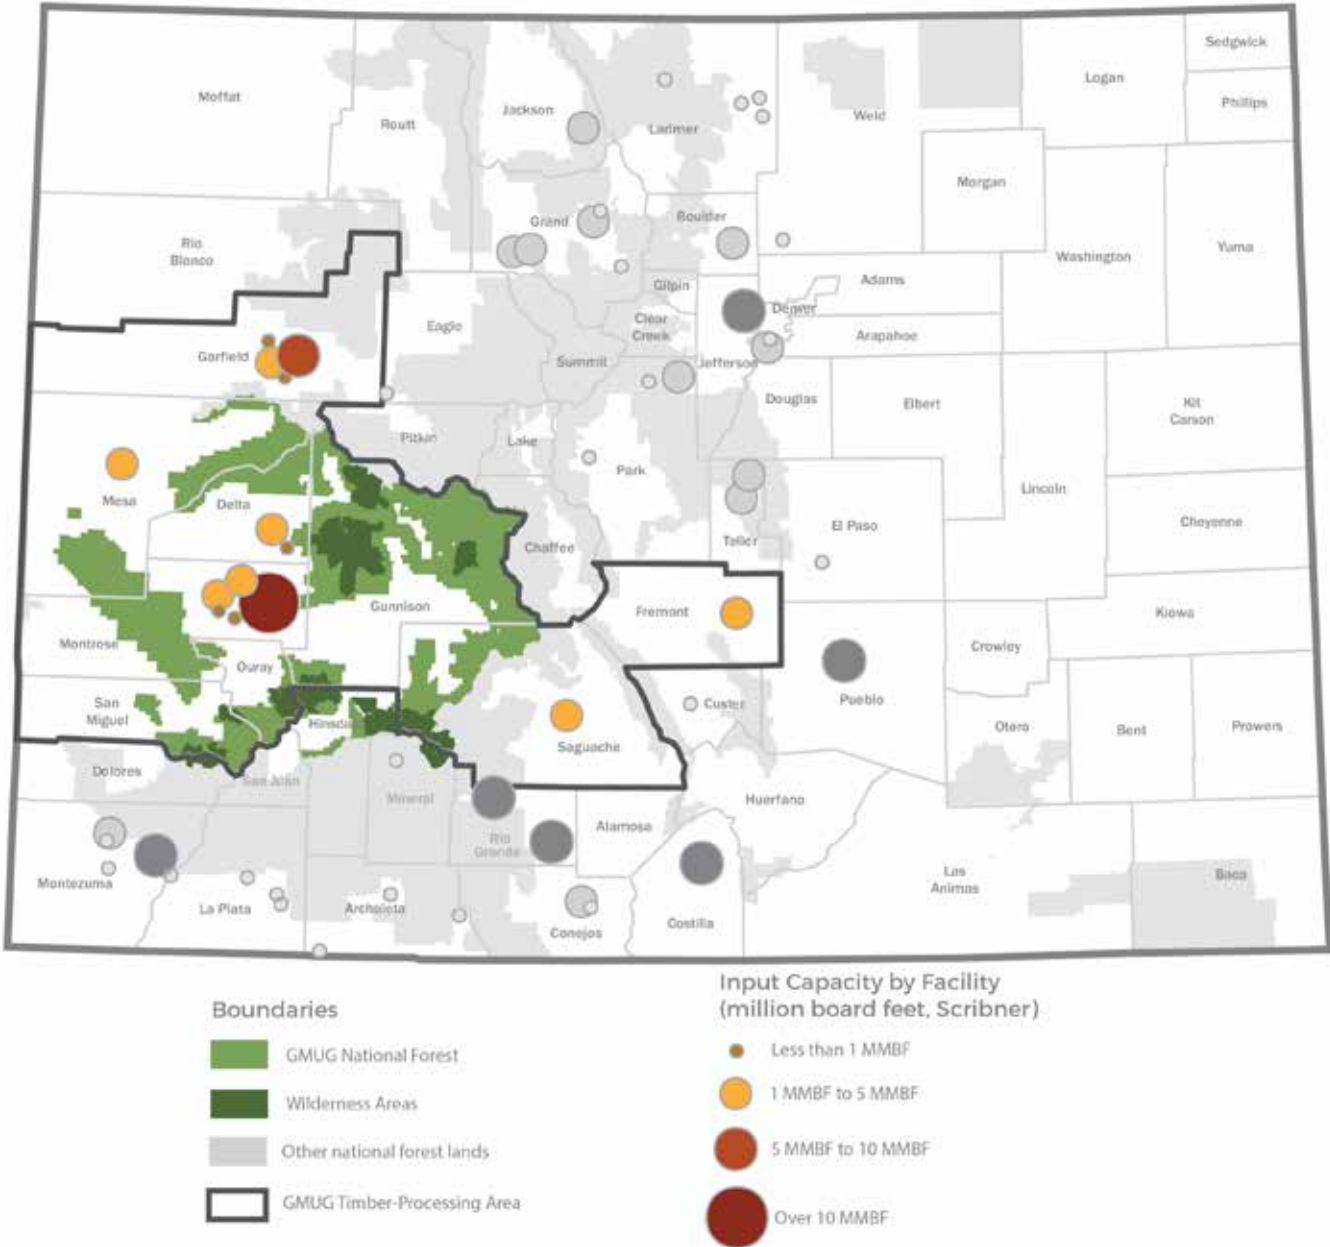 Sedgwick
Logan
Moffat
Phillips
Jackson
Weld
Routt
Larimer
Morgan
Grand
Boulder
Rio
Blanco
Washington
Yuma
Gilpin
Adams
Denver
Eagle
Clear
Creek
Arapahoe
Garfield
Summit
Jefferson
Douglas
Elbert
Kit
Carson
Pitkin
Lake
Park
Mesa
Delta
Lincoln
Cheyenne
El Paso
Teller
Chaffee
Gunnison
Fremont
Kiowa
Montrose
Crowley
Ouray
San
Miguel
Custer
Pueblo
Hinsda
Otero
Bent
Prowers
Saguache
Dolores
San Juan
Mineral
Huerfano
Alamosa
Rio
Grande
Montezuma
Las
Animas
Baca
La Plata
Archuleta
Costilla
Conejos
Input Capacity by Facility
(million board feet, Scribner)
Boundaries
GMUG National Forest
Wilderness Areas
Other national forest lands
GMUG Timber-Processing Area
Less than 1 MMBF
1 MMBF to 5 MMBF
5 MMBF to 10 MMBF
Over 10 MMBF